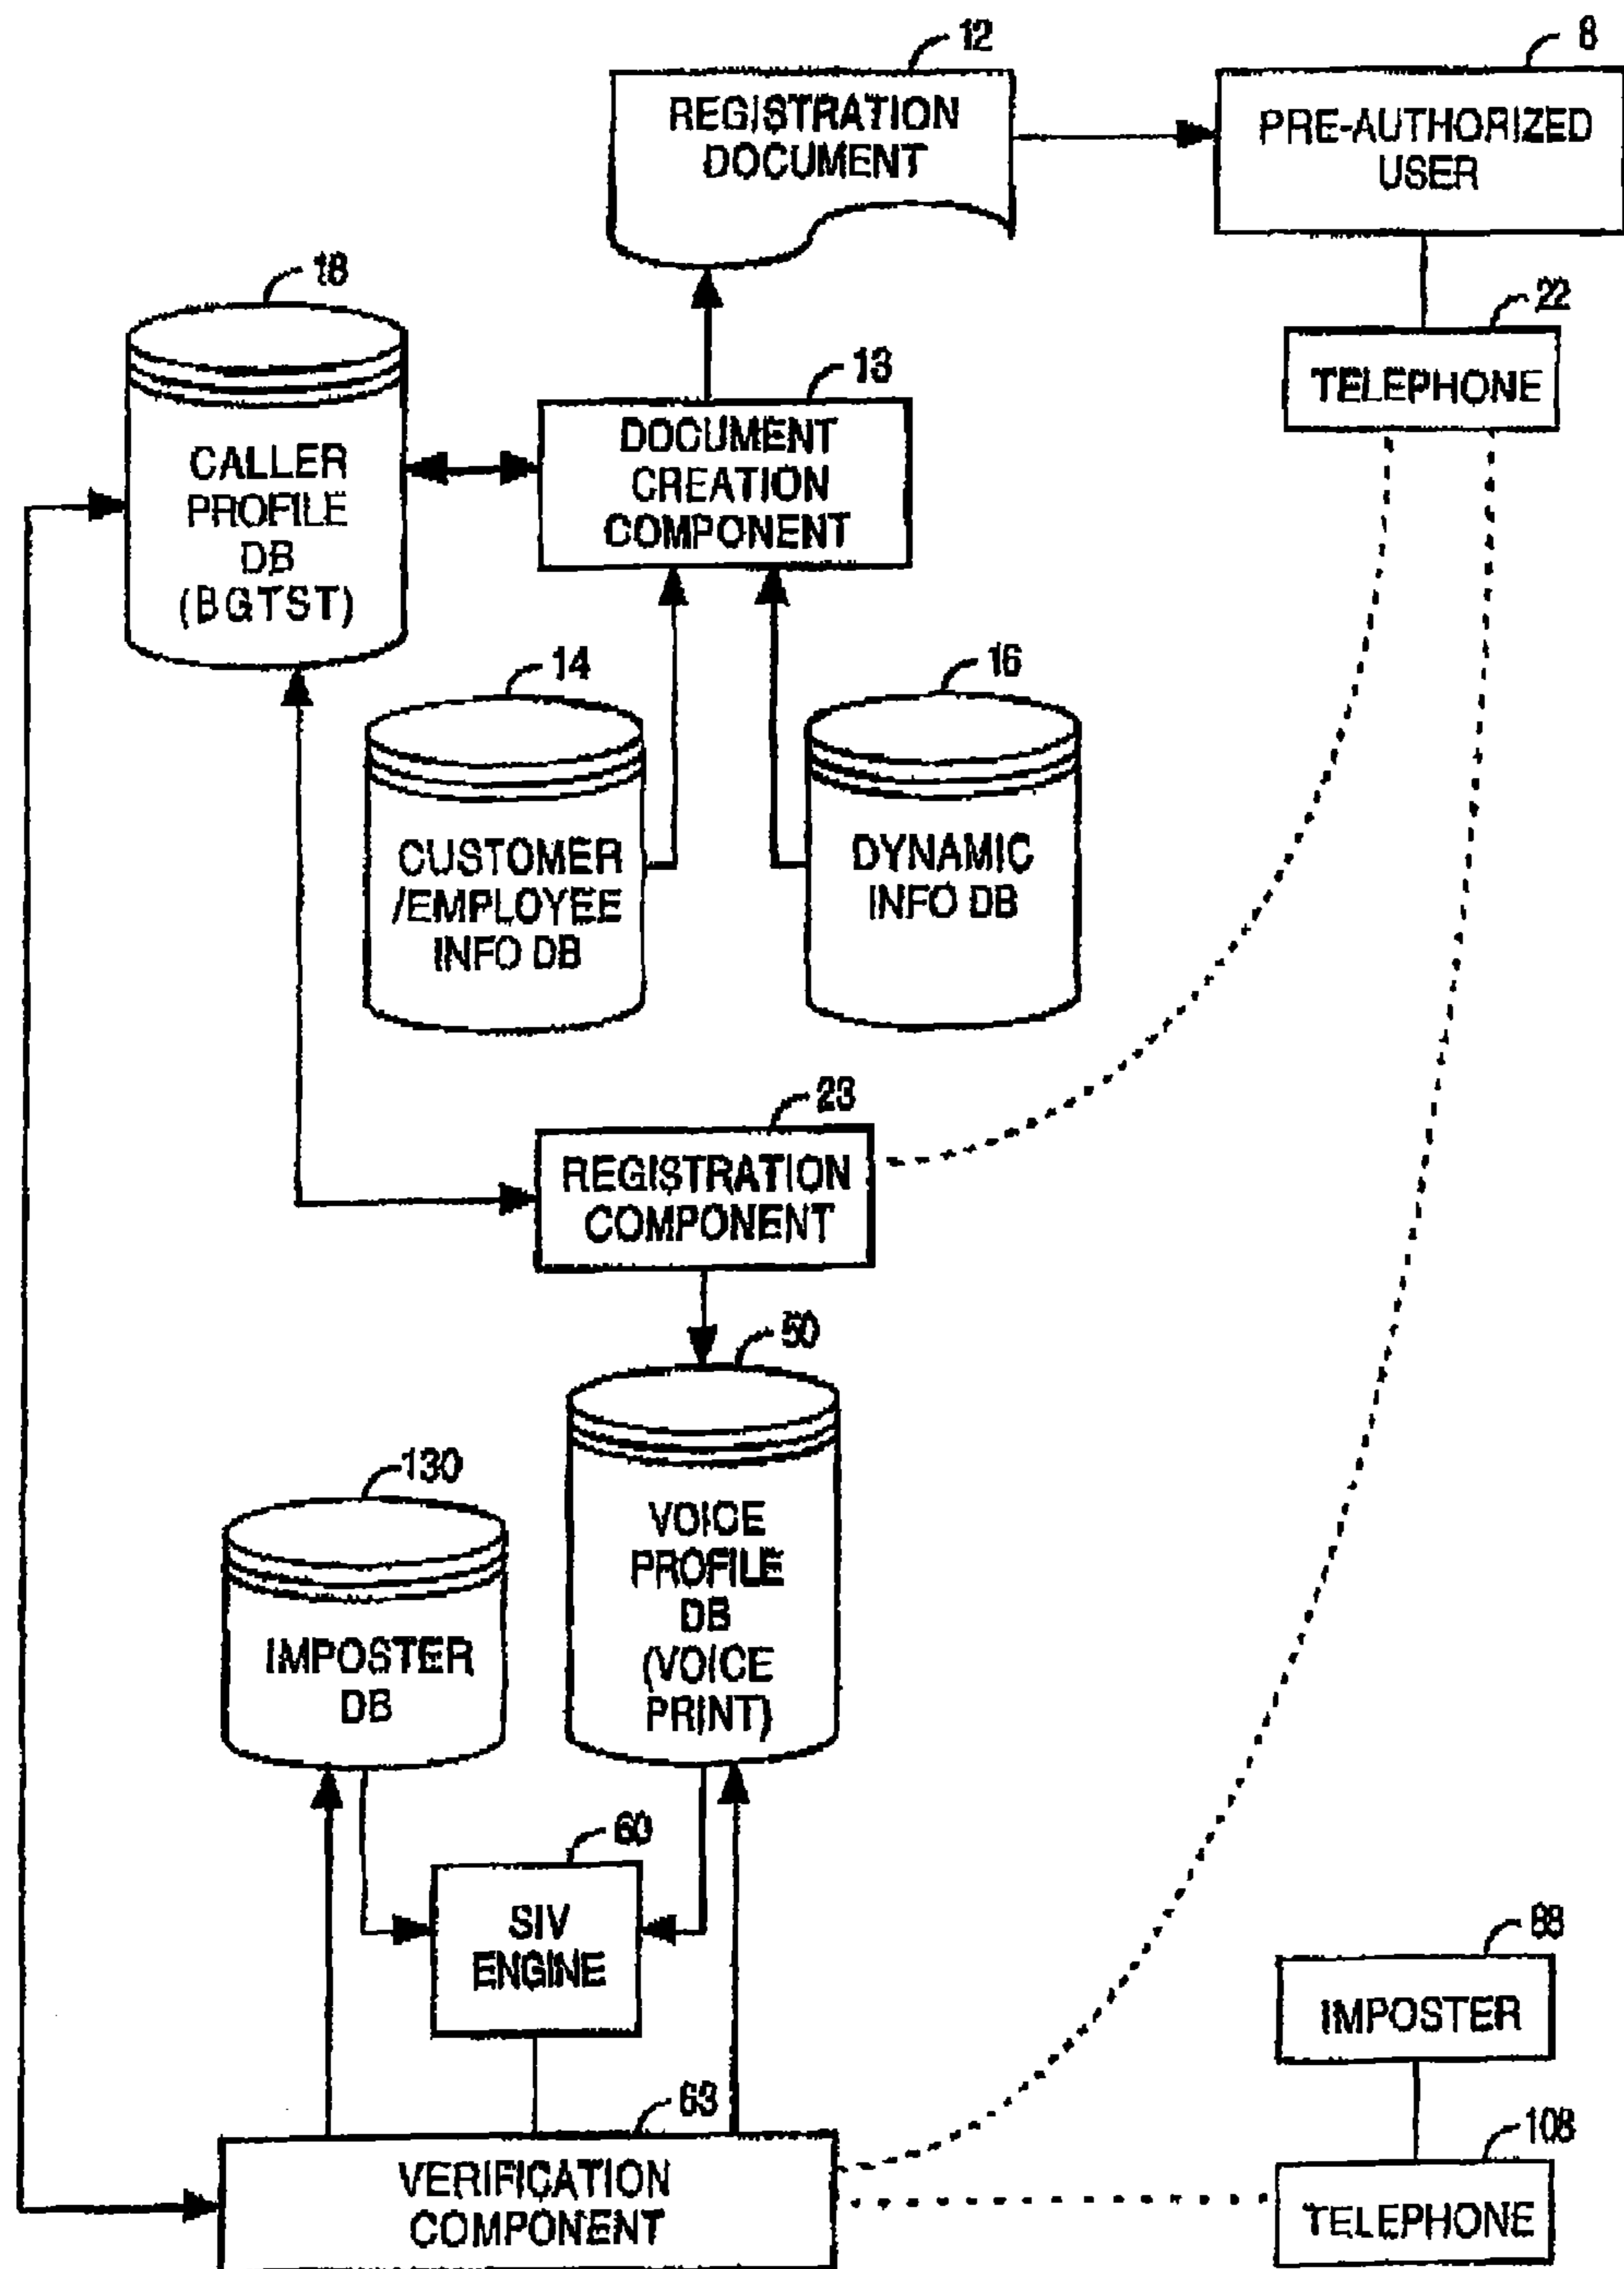 12
REGISTRATION
DOCUMENT
8
PRE-AUTHORIZED
USER
18
CALLER
PROFILE
DB
(BGTST)
13
DOCUMENT
CREATION
COMPONENT
22
TELEPHONE
14
CUSTOMER
/EMPLOYEE
INFO DB
16
DYNAMIC
INFO DB
23
REGISTRATION
COMPONENT
50
VOICE
PROFILE
DB
(VOICE
PRINT)
130
IMPOSTER
DB
60
SIV
ENGINE
88
IMPOSTER
63
VERIFICATION
COMPONENT
108
TELEPHONE